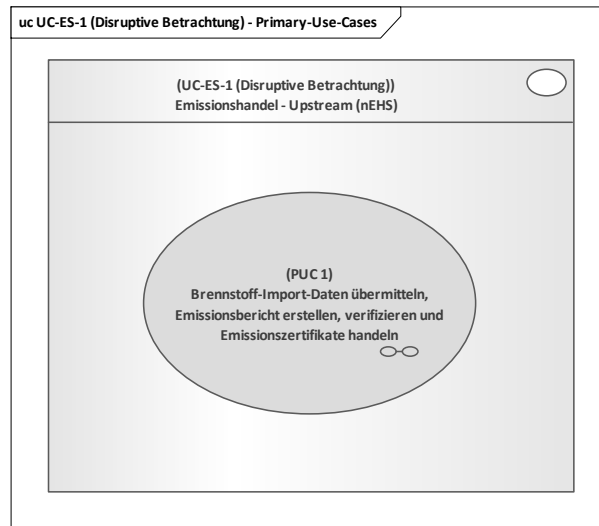 uc UC-ES-1 (Disruptive Betrachtung) - Primary-Use-Cases
(UC-ES-1 (Disruptive Betrachtung))
Emissionshandel - Upstream (nEHS)
(PUC 1)
Brennstoff-Import-Daten übermitteln,
Emissionsbericht erstellen, verifizieren und
Emissionszertifikate handeln